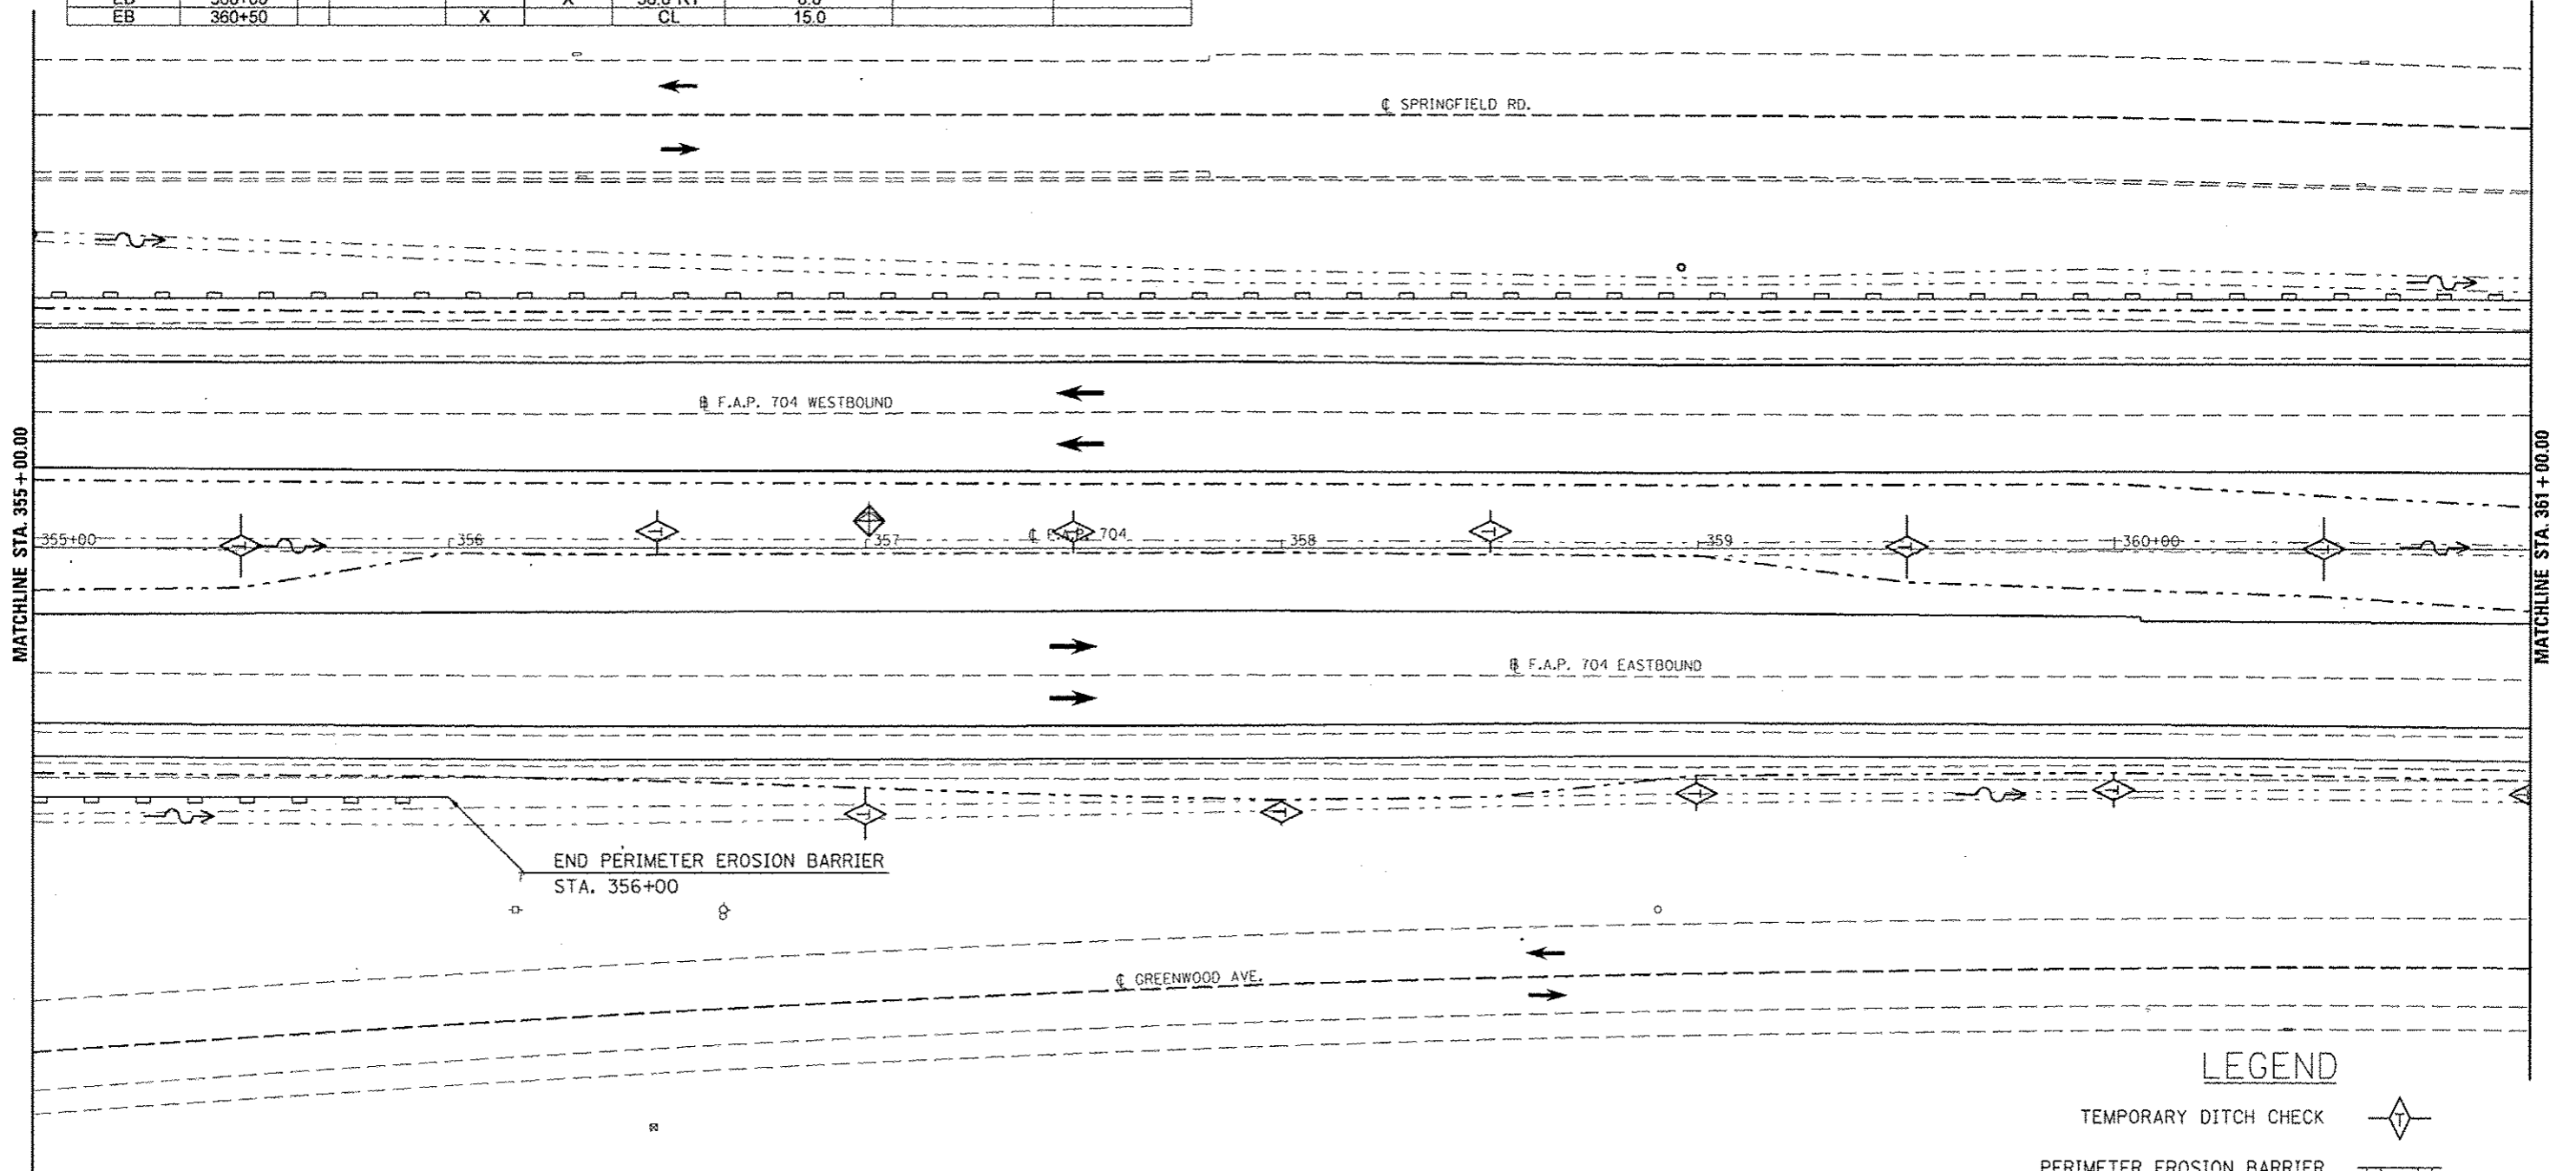 EB 360+50 X CL 15.0
℄ SPRINGFIELD RD.
F.A.P. 704 WESTBOUND
MATCHLINE STA. 355+00.00
MATCHLINE STA. 361+00.00
355+00
356
357
℄ F.A.P. 704
358
359
360+00
F.A.P. 704 EASTBOUND
END PERIMETER EROSION BARRIER
STA. 356+00
℄ GREENWOOD AVE.
LEGEND
TEMPORARY DITCH CHECK T
PERIMETER EROSION BARRIER